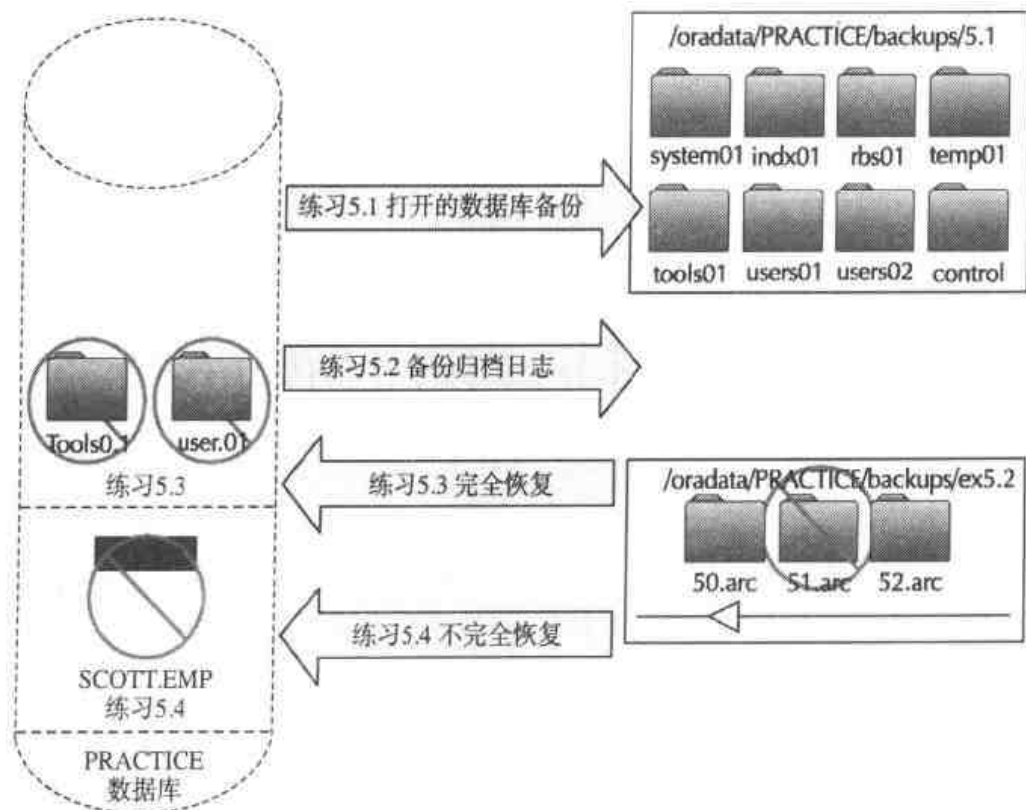 /oradata/PRACTICE/backups/5.1
system01 indx01 rbs01 temp01
练习5.1 打开的数据库备份
tools01 users01 users02 control
练习5.2 备份归档日志
Tools0.1 user.01
练习5.3
练习5.3 完全恢复
/oradata/PRACTICE/backups/ex5.2
50.arc 51.arc 52.arc
练习5.4 不完全恢复
SCOTT.EMP
练习5.4
PRACTICE
数据库